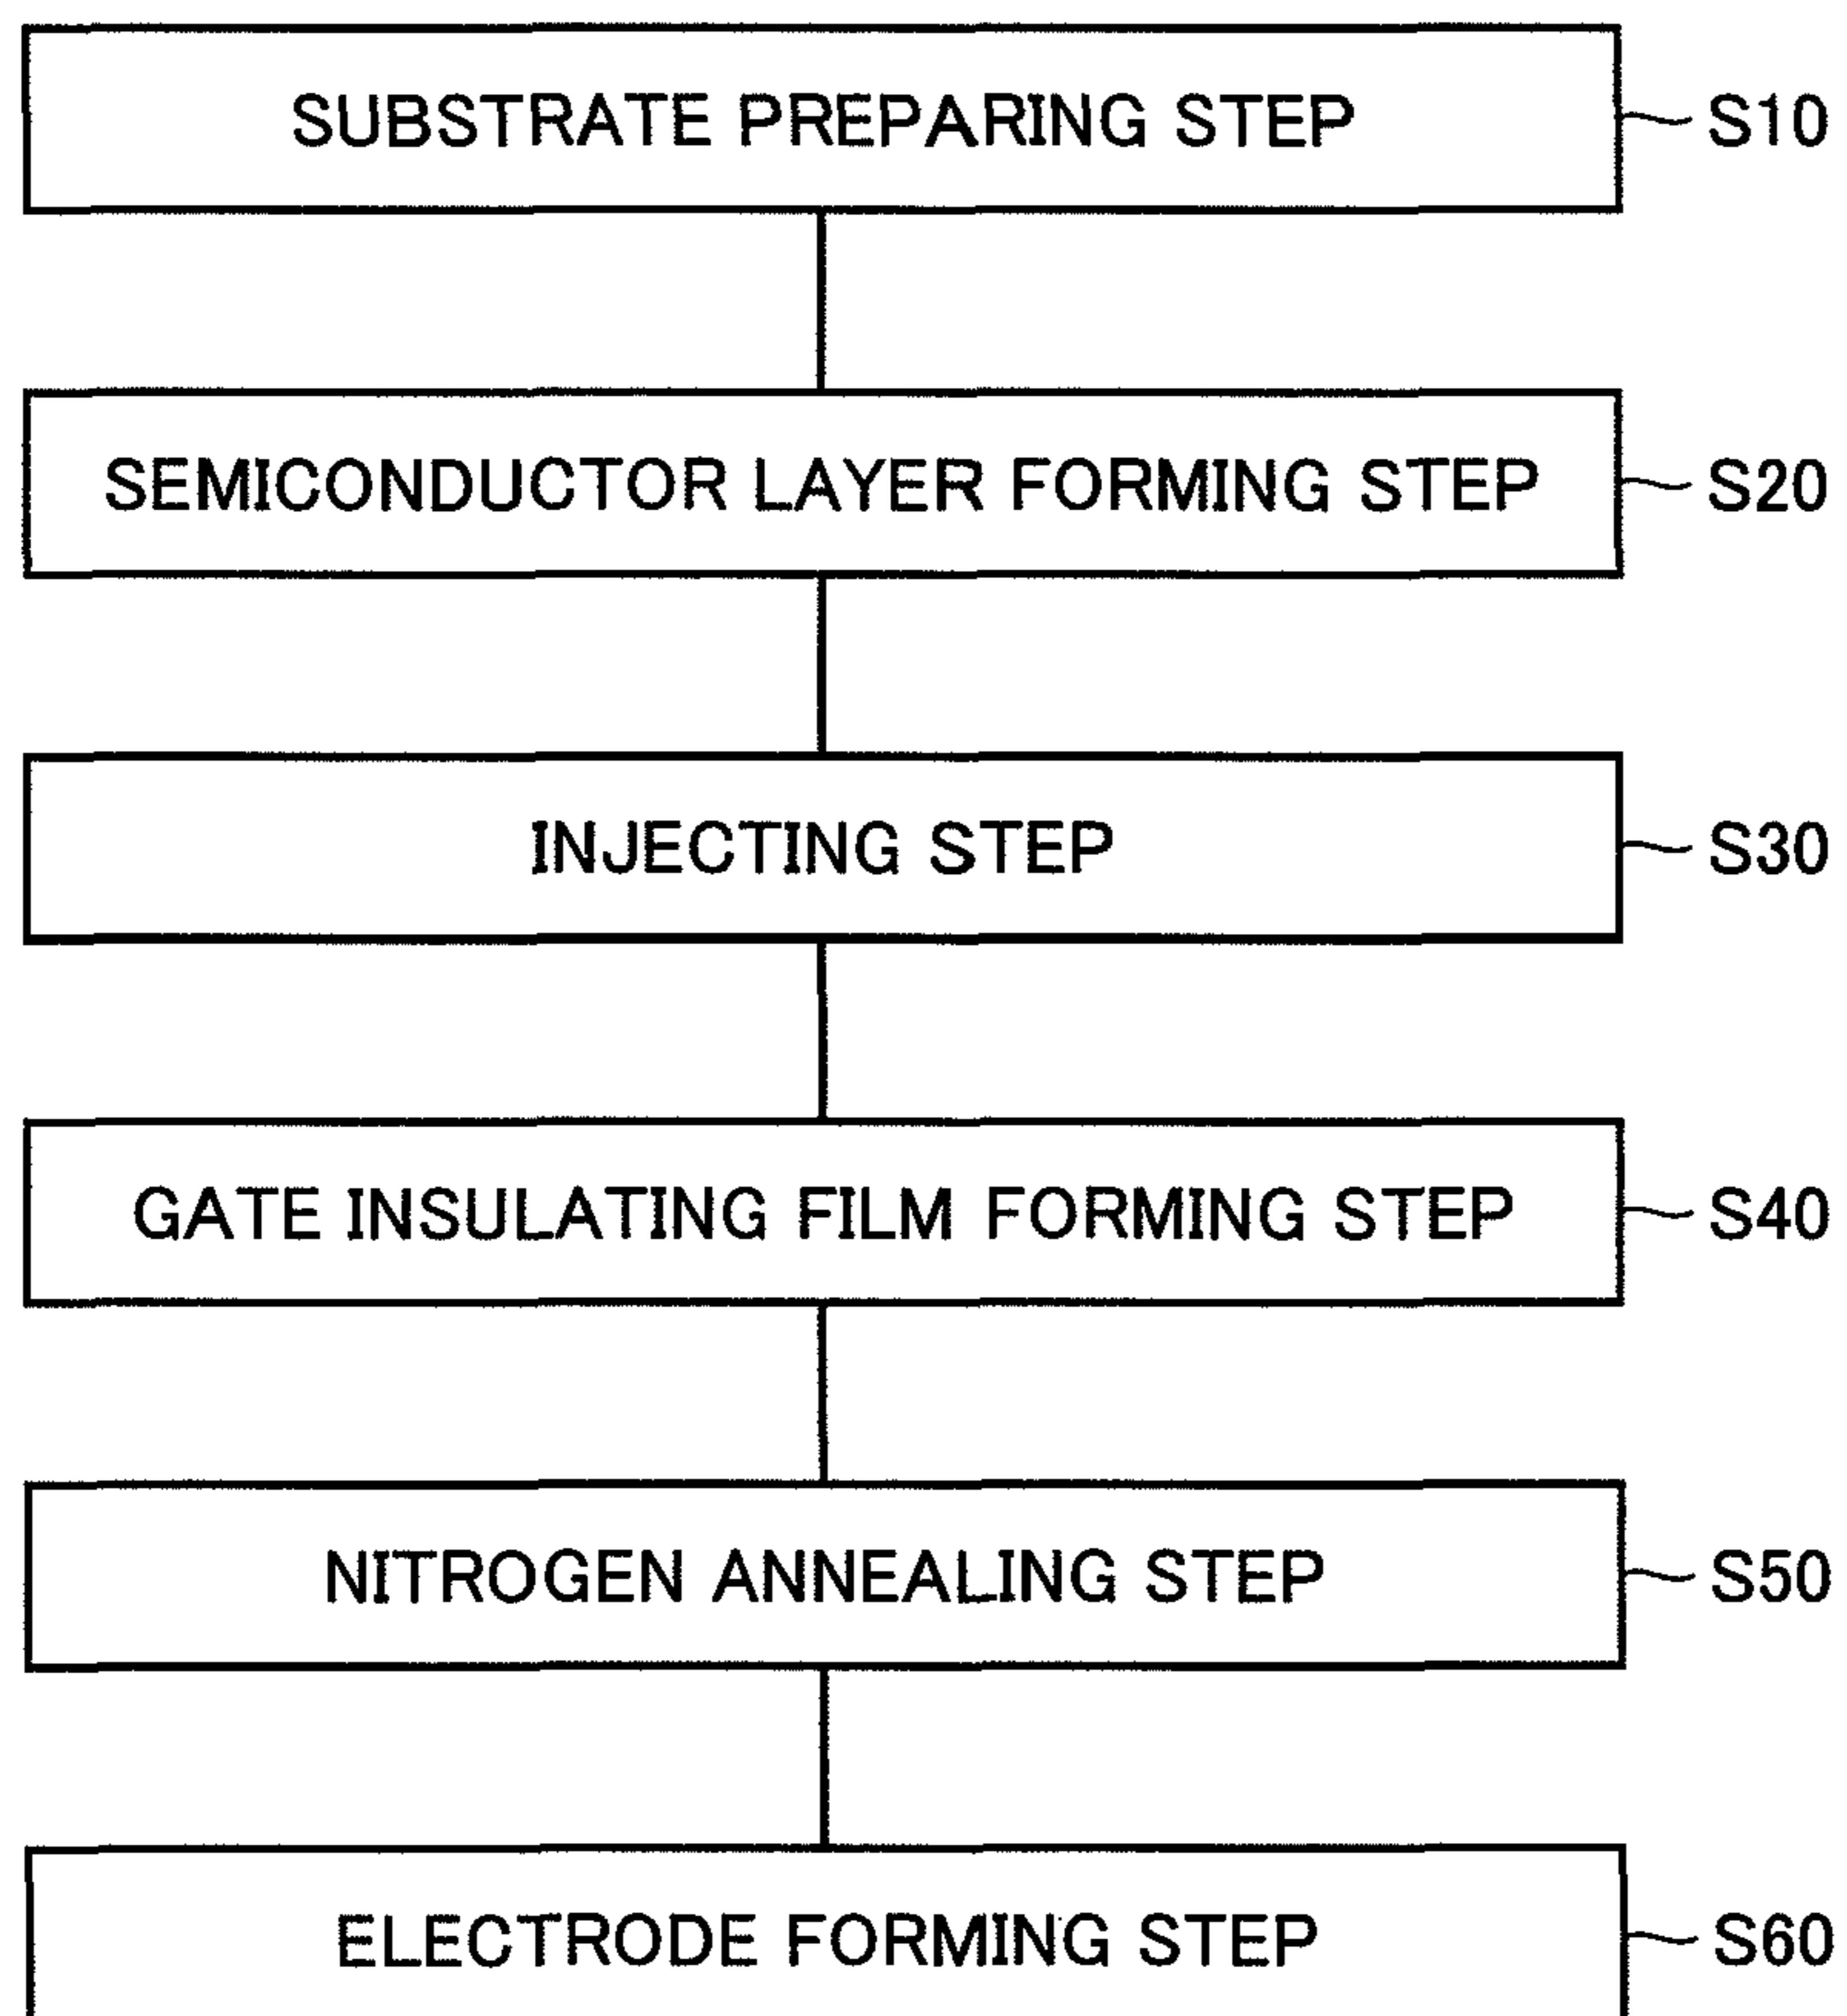 SUBSTRATE PREPARING STEP S10
SEMICONDUCTOR LAYER FORMING STEP S20
INJECTING STEP S30
GATE INSULATING FILM FORMING STEP S40
NITROGEN ANNEALING STEP S50
ELECTRODE FORMING STEP S60